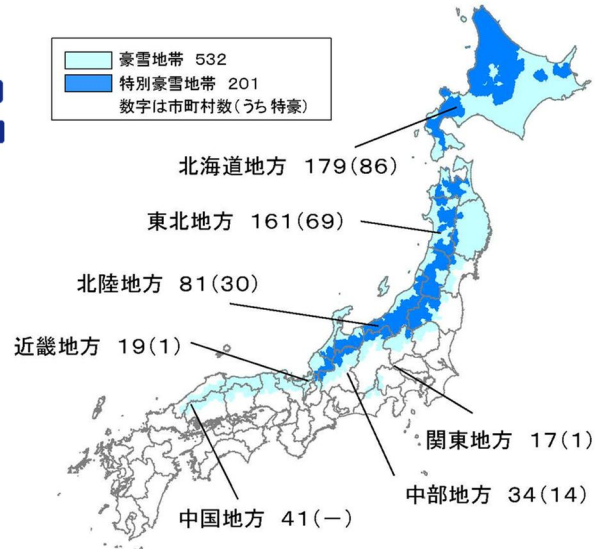 豪雪地帯 532
特別豪雪地帯 201
数字は市町村数(うち特豪)
北海道地方 179(86)
東北地方 161(69)
北陸地方 81(30)
近畿地方 19(1)
関東地方 17(1)
中部地方 34(14)
中国地方 41(-)